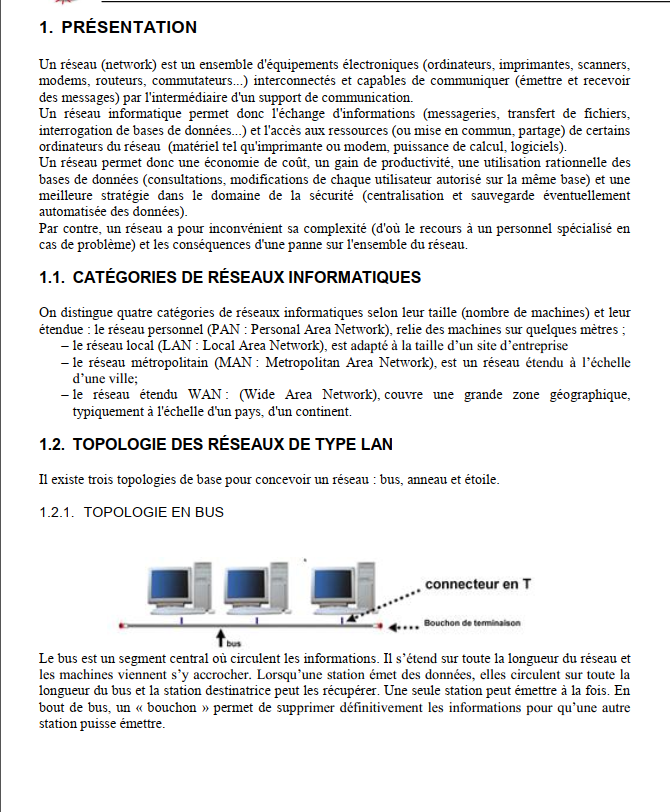 1. PRÉSENTATION
Un réseau (network) est un ensemble d'équipements électroniques (ordinateurs, imprimantes, scanners,
modems, routeurs, commutateurs...) interconnectés et capables de communiquer (émettre et recevoir
des messages) par l'intermédiaire d'un support de communication.
Un réseau informatique permet donc l'échange d'informations (messageries, transfert de fichiers,
interrogation de bases de données...) et l'accès aux ressources (ou mise en commun, partage) de certains
ordinateurs du réseau (matériel tel qu'imprimante ou modem, puissance de calcul, logiciels).
Un réseau permet donc une économie de coût, un gain de productivité, une utilisation rationnelle des
bases de données (consultations, modifications de chaque utilisateur autorisé sur la même base) et une
meilleure stratégie dans le domaine de la sécurité (centralisation et sauvegarde éventuellement
automatisée des données).
Par contre, un réseau a pour inconvénient sa complexité (d'où le recours à un personnel spécialisé en
cas de problème) et les conséquences d'une panne sur l'ensemble du réseau.
1.1. CATÉGORIES DE RÉSEAUX INFORMATIQUES
On distingue quatre catégories de réseaux informatiques selon leur taille (nombre de machines) et leur
étendue : le réseau personnel (PAN : Personal Area Network), relie des machines sur quelques mètres ;
– le réseau local (LAN : Local Area Network), est adapté à la taille d’un site d’entreprise
– le réseau métropolitain (MAN : Metropolitan Area Network), est un réseau étendu à l’échelle
d’une ville;
– le réseau étendu WAN : (Wide Area Network), couvre une grande zone géographique,
typiquement à l'échelle d'un pays, d'un continent.
1.2. TOPOLOGIE DES RÉSEAUX DE TYPE LAN
Il existe trois topologies de base pour concevoir un réseau : bus, anneau et étoile.
1.2.1. TOPOLOGIE EN BUS
connecteur en T
Bouchon de terminaison
bus
Le bus est un segment central où circulent les informations. Il s’étend sur toute la longueur du réseau et
les machines viennent s’y accrocher. Lorsqu’une station émet des données, elles circulent sur toute la
longueur du bus et la station destinatrice peut les récupérer. Une seule station peut émettre à la fois. En
bout de bus, un « bouchon » permet de supprimer définitivement les informations pour qu’une autre
station puisse émettre.